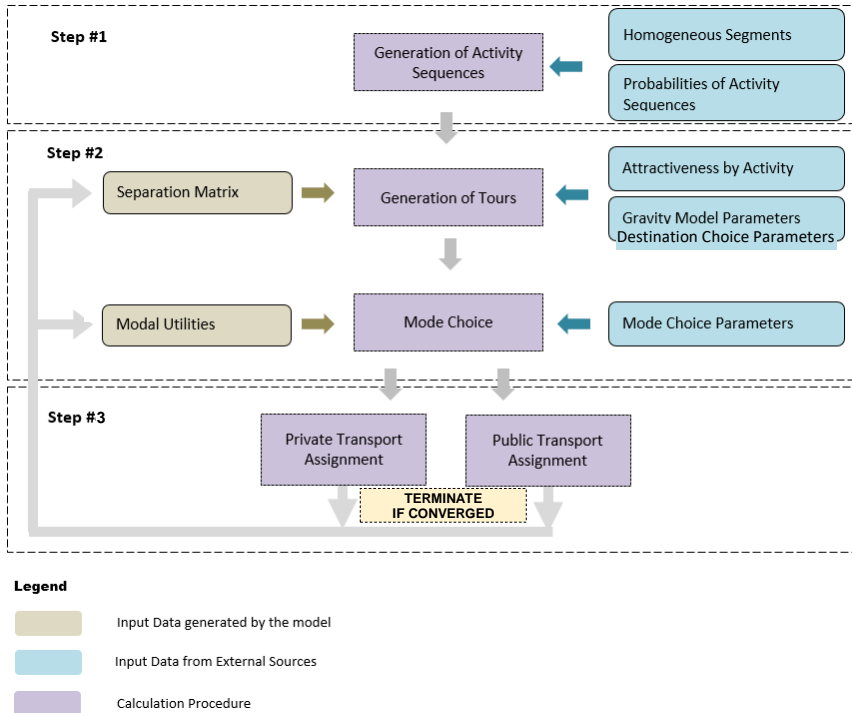 Step #1
Generation of Activity
Sequences
Homogeneous Segments
Probabilities of Activity
Sequences
Step #2
Separation Matrix
Generation of Tours
Attractiveness by Activity
Gravity Model Parameters
Destination Choice Parameters
Modal Utilities
Mode Choice
Mode Choice Parameters
Step #3
Private Transport
Assignment
Public Transport
Assignment
TERMINATE
IF CONVERGED
Legend
Input Data generated by the model
Input Data from External Sources
Calculation Procedure